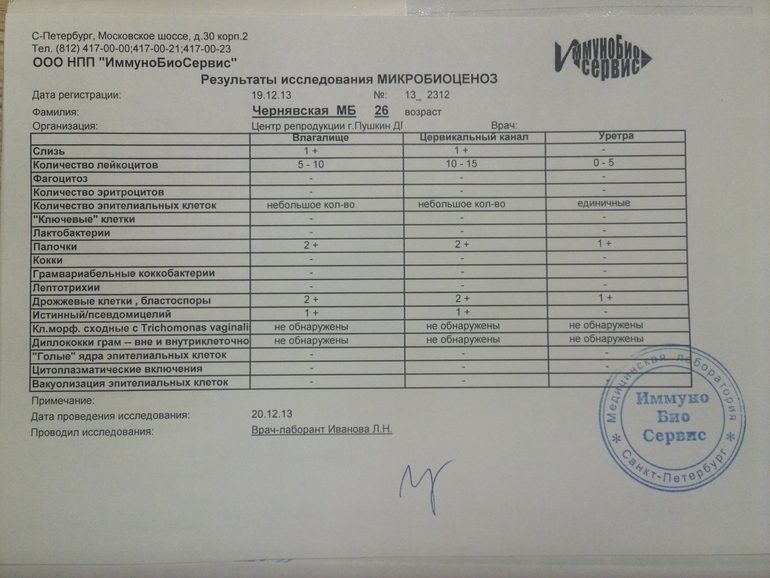 С-Петербург, Московское шоссе, д.30 корп.2
Тел. (812) 417-00-00;417-00-21;417-00-23
ООО НПП "ИммуноБиоСервис"
ИммуноБио
сервис
Результаты исследования МИКРОБИОЦЕНОЗ
Дата регистрации: 19.12.13 №: 13_ 2312
Фамилия: Чернявская МБ 26 возраст
Организация: Центр репродукции г.Пушкин Врач:
Влагалище Цервикальный канал Уретра
Слизь 1 + 1 + -
Количество лейкоцитов 5 - 10 10 - 15 0 - 5
Фагоцитоз - - -
Количество эритроцитов - - -
Количество эпителиальных клеток небольшое кол-во небольшое кол-во единичные
"Ключевые" клетки - - -
Лактобактерии - - -
Палочки 2 + 2 + 1 +
Кокки - - -
Грамвариабельные коккобактерии - - -
Лептотрихии - - -
Дрожжевые клетки , бластоспоры 2 + 2 + 1 +
Истинный/псевдомицелий 1 + 1 + -
Кл.морф. сходные с Trichomonas vaginali не обнаружены не обнаружены не обнаружены
Диплококки грам -- вне и внутриклеточно не обнаружены не обнаружены не обнаружены
"Голые" ядра эпителиальных клеток - - -
Цитоплазматические включения - - -
Вакуолизация эпителиальных клеток - - -
Примечание:
Дата проведения исследования: 20.12.13
Проводил исследования: Врач-лаборант Иванова Л.Н.
Медицинская лаборатория
Иммуно
Био
Сервис
* Санкт-Петербург *